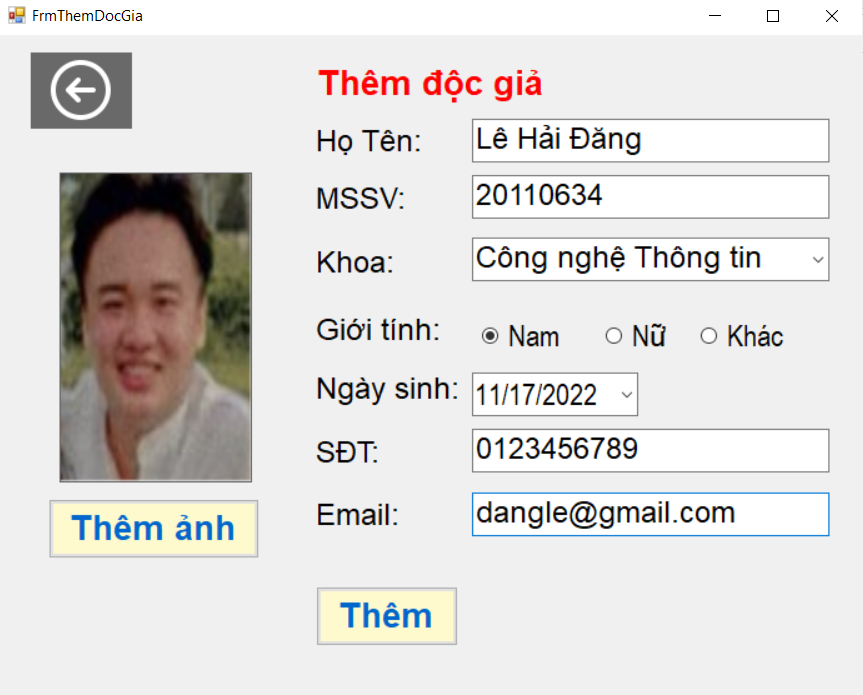 FrmThemDocGia
Thêm độc giả
Họ Tên: Lê Hải Đăng
MSSV: 20110634
Khoa: Công nghệ Thông tin
Giới tính: Nam Nữ Khác
Ngày sinh: 11/17/2022
SĐT: 0123456789
Email: dangle@gmail.com
Thêm ảnh
Thêm